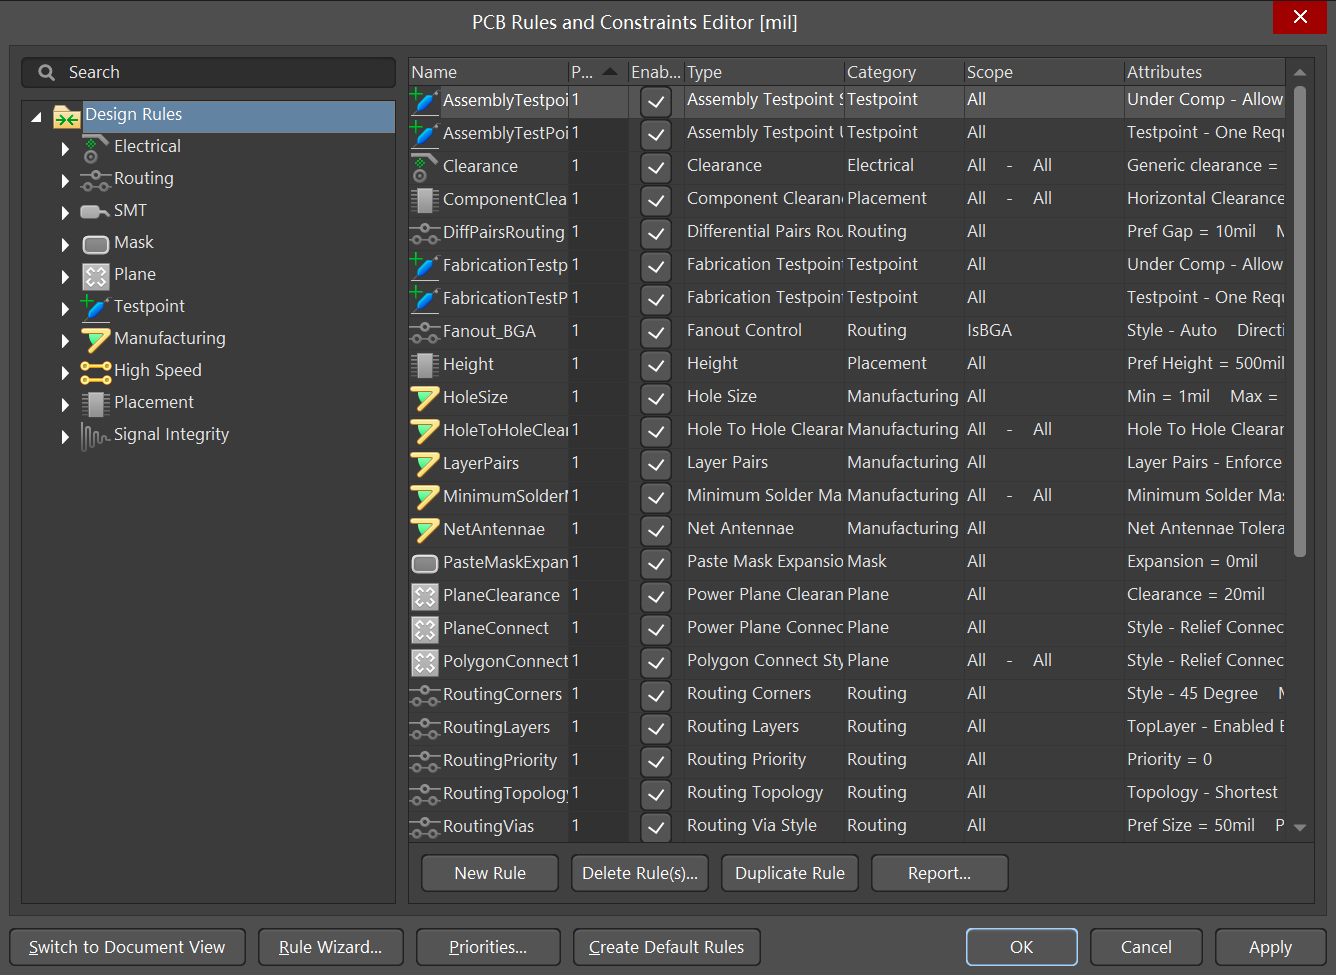 PCB Rules and Constraints Editor [mil]
Search
Design Rules
Electrical
Routing
SMT
Mask
Plane
Testpoint
Manufacturing
High Speed
Placement
Signal Integrity
Name P... Enab... Type Category Scope Attributes
AssemblyTestpoi 1 Assembly Testpoint S Testpoint All Under Comp - Allow
AssemblyTestPoi 1 Assembly Testpoint U Testpoint All Testpoint - One Requ
Clearance 1 Clearance Electrical All - All Generic clearance =
ComponentClea 1 Component Clearan Placement All - All Horizontal Clearance
DiffPairsRouting 1 Differential Pairs Rou Routing All Pref Gap = 10mil M
FabricationTestp 1 Fabrication Testpoint Testpoint All Under Comp - Allow
FabricationTestP 1 Fabrication Testpoint Testpoint All Testpoint - One Requ
Fanout_BGA 1 Fanout Control Routing IsBGA Style - Auto Directi
Height 1 Height Placement All Pref Height = 500mil
HoleSize 1 Hole Size Manufacturing All Min = 1mil Max =
HoleToHoleClear 1 Hole To Hole Clearan Manufacturing All - All Hole To Hole Clearar
LayerPairs 1 Layer Pairs Manufacturing All Layer Pairs - Enforce
MinimumSolderM 1 Minimum Solder Ma Manufacturing All - All Minimum Solder Mas
NetAntennae 1 Net Antennae Manufacturing All Net Antennae Tolera
PasteMaskExpan 1 Paste Mask Expansio Mask All Expansion = 0mil
PlaneClearance 1 Power Plane Clearan Plane All Clearance = 20mil
PlaneConnect 1 Power Plane Connec Plane All Style - Relief Connec
PolygonConnect 1 Polygon Connect Sty Plane All - All Style - Relief Connec
RoutingCorners 1 Routing Corners Routing All Style - 45 Degree M
RoutingLayers 1 Routing Layers Routing All TopLayer - Enabled B
RoutingPriority 1 Routing Priority Routing All Priority = 0
RoutingTopology 1 Routing Topology Routing All Topology - Shortest
RoutingVias 1 Routing Via Style Routing All Pref Size = 50mil P
New Rule Delete Rule(s)... Duplicate Rule Report...
Switch to Document View Rule Wizard... Priorities... Create Default Rules OK Cancel Apply